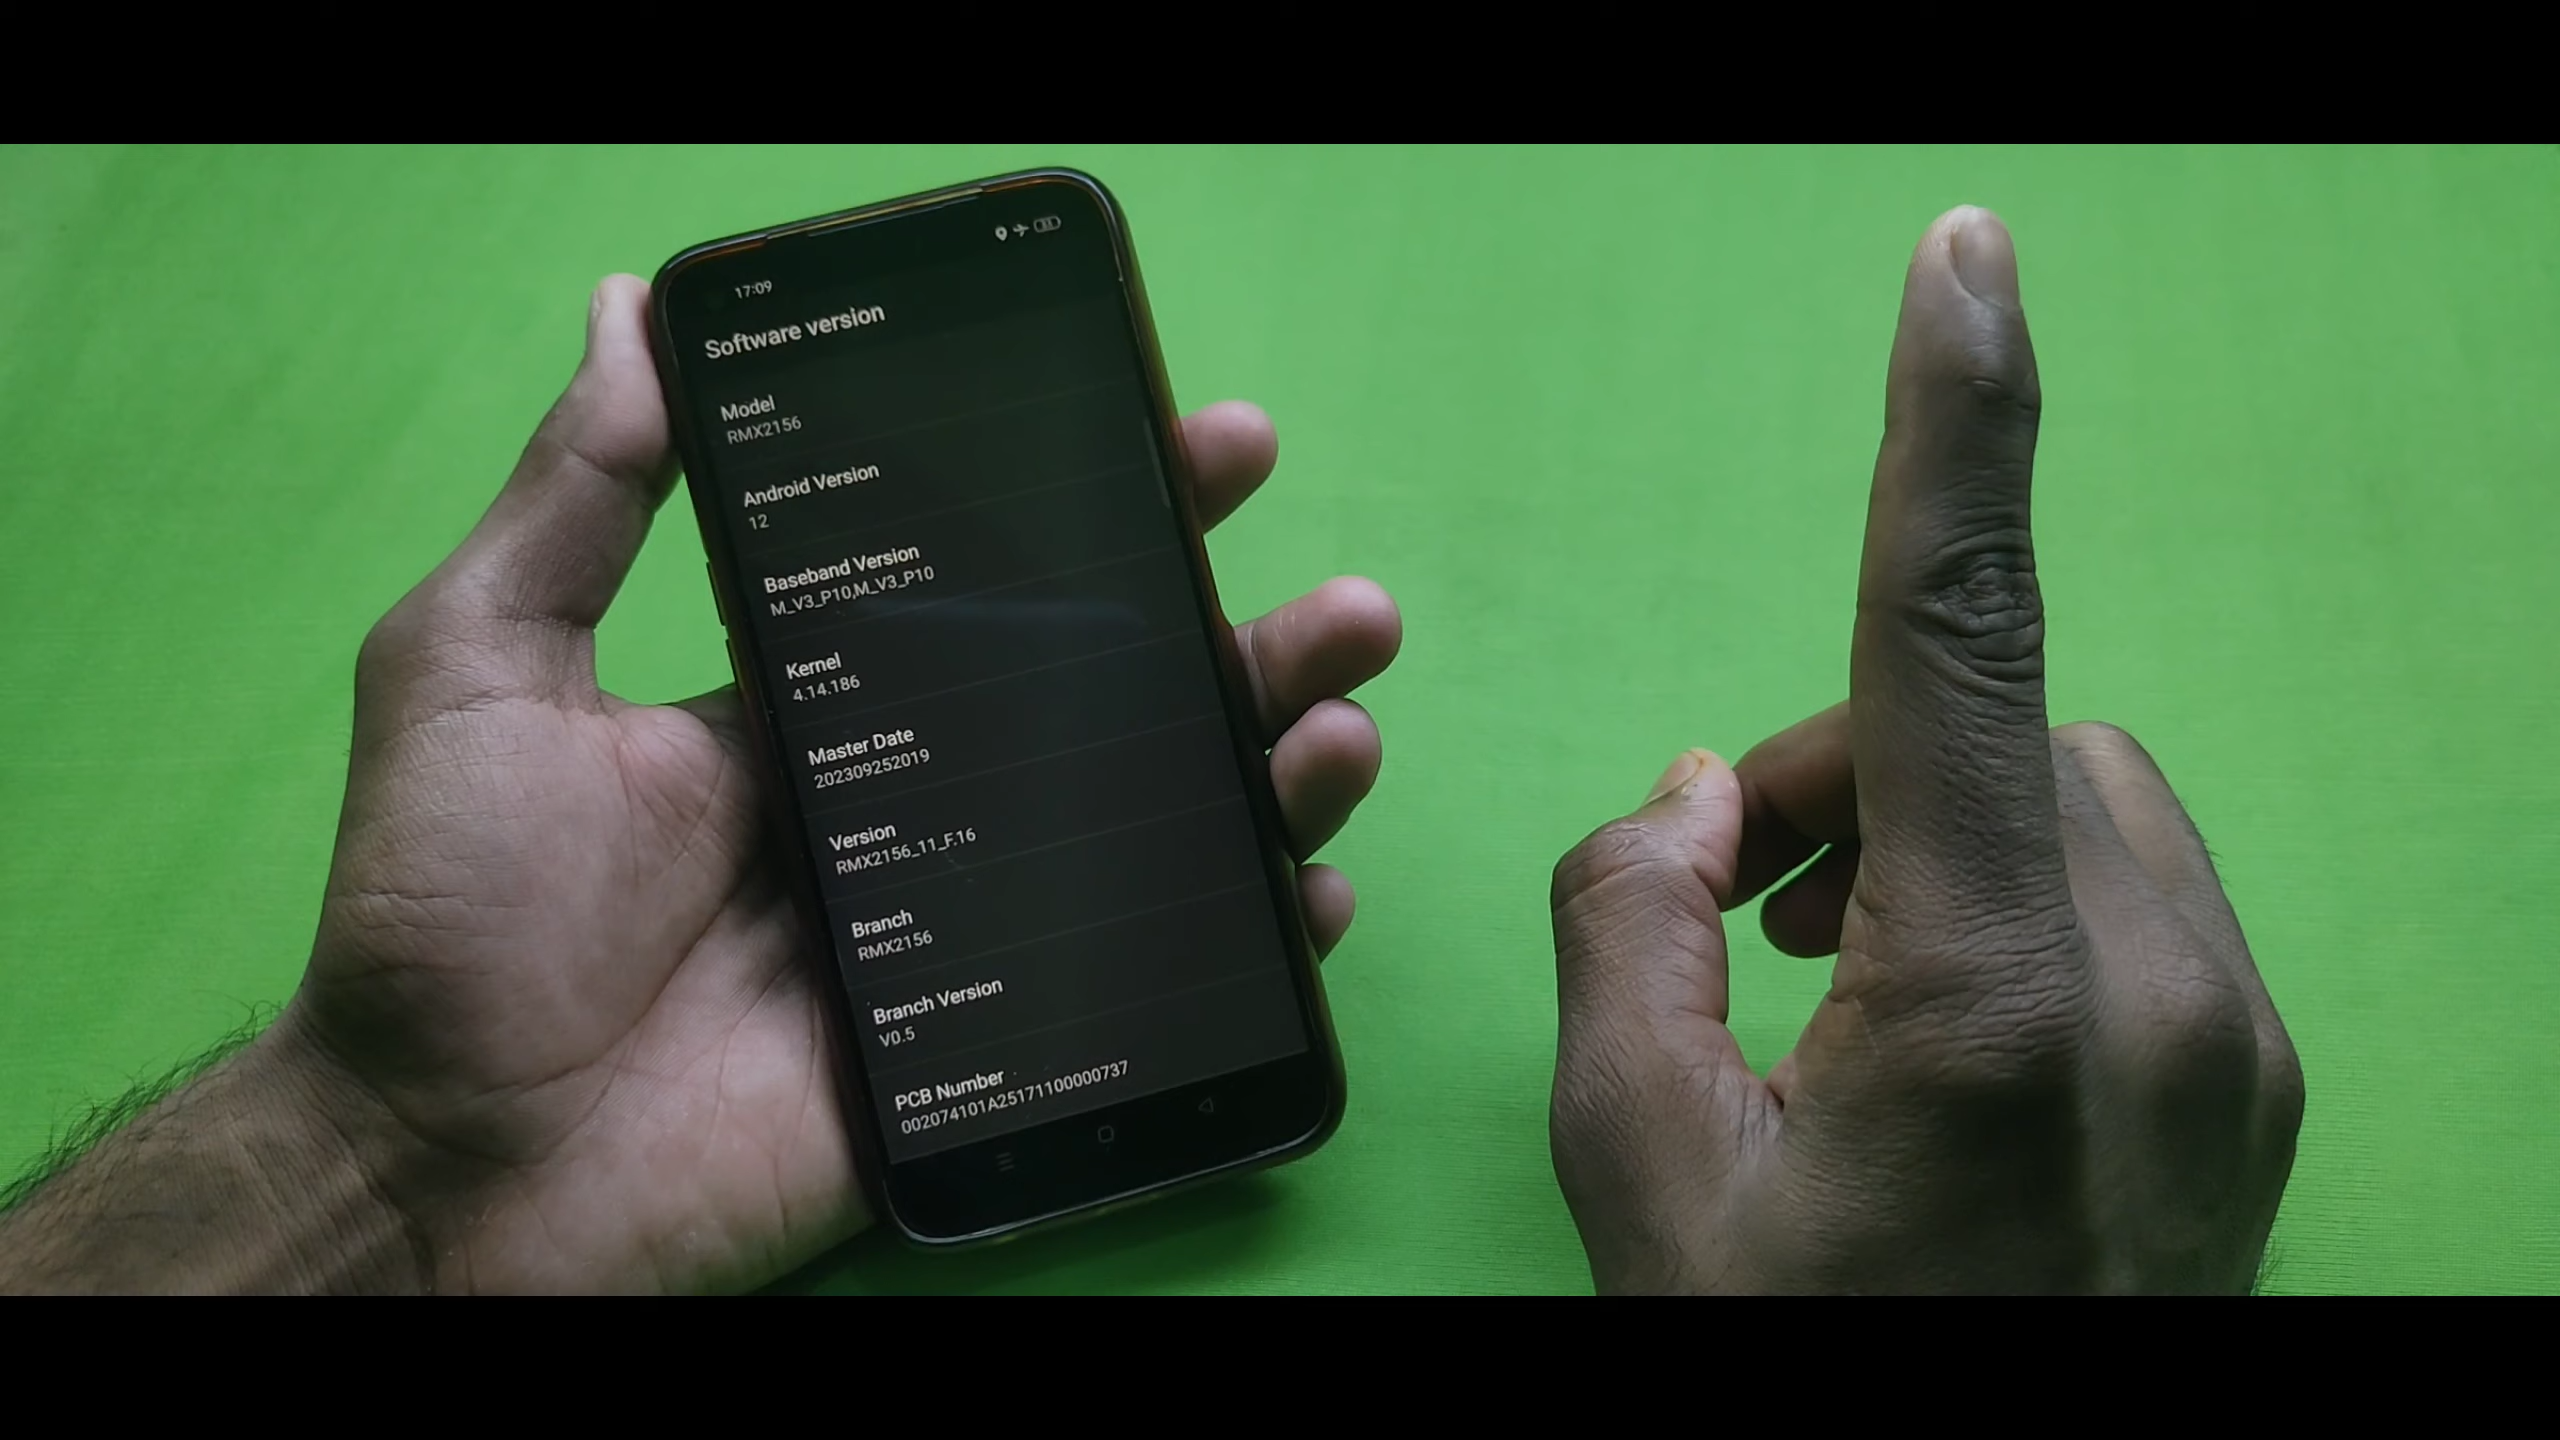 17:09
Software version
Model
RMX2156
Android Version
12
Baseband Version
M_V3_P10,M_V3_P10
Kernel
4.14.186
Master Date
202309252019
Version
RMX2156_11_F.16
Branch
RMX2156
Branch Version
V0.5
PCB Number
002074101A25171100000737